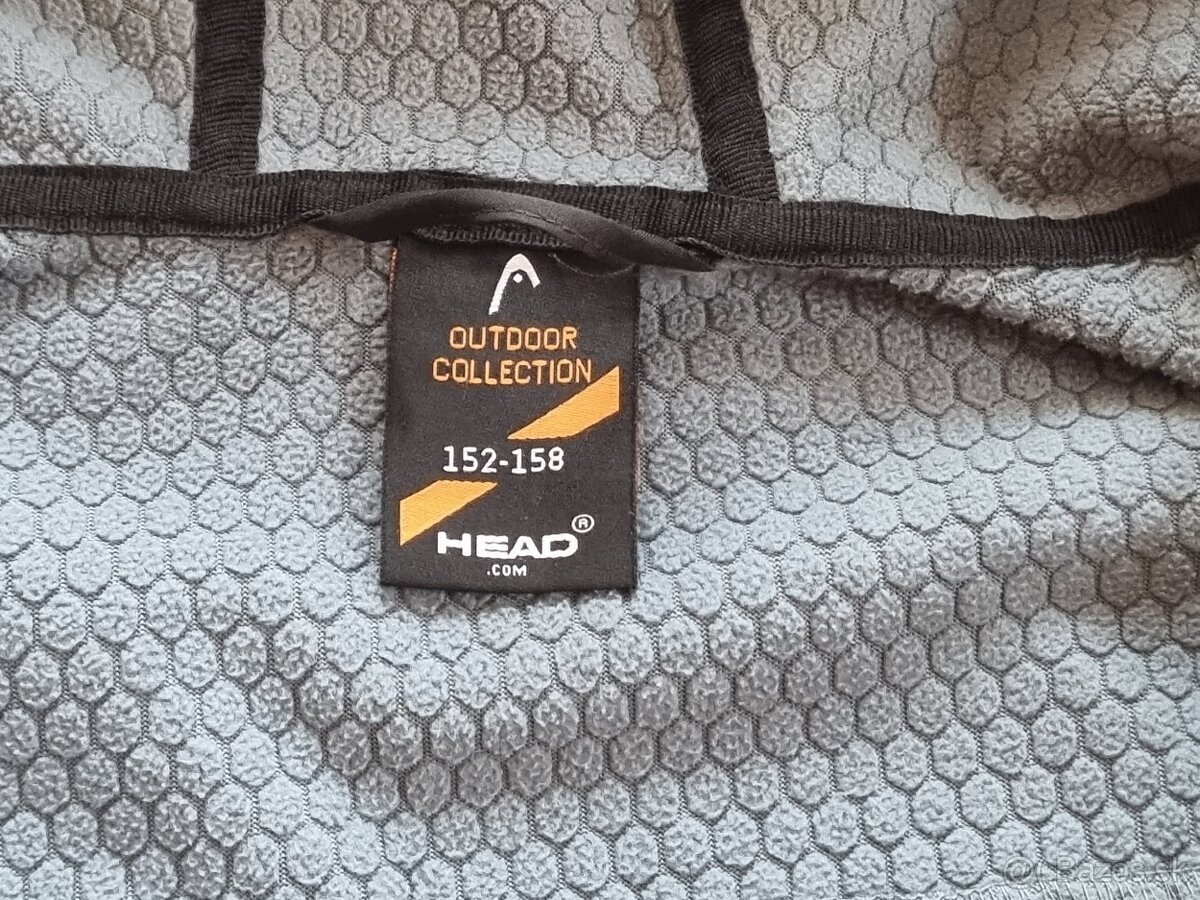 OUTDOOR
COLLECTION
152-158
HEAD®
.COM